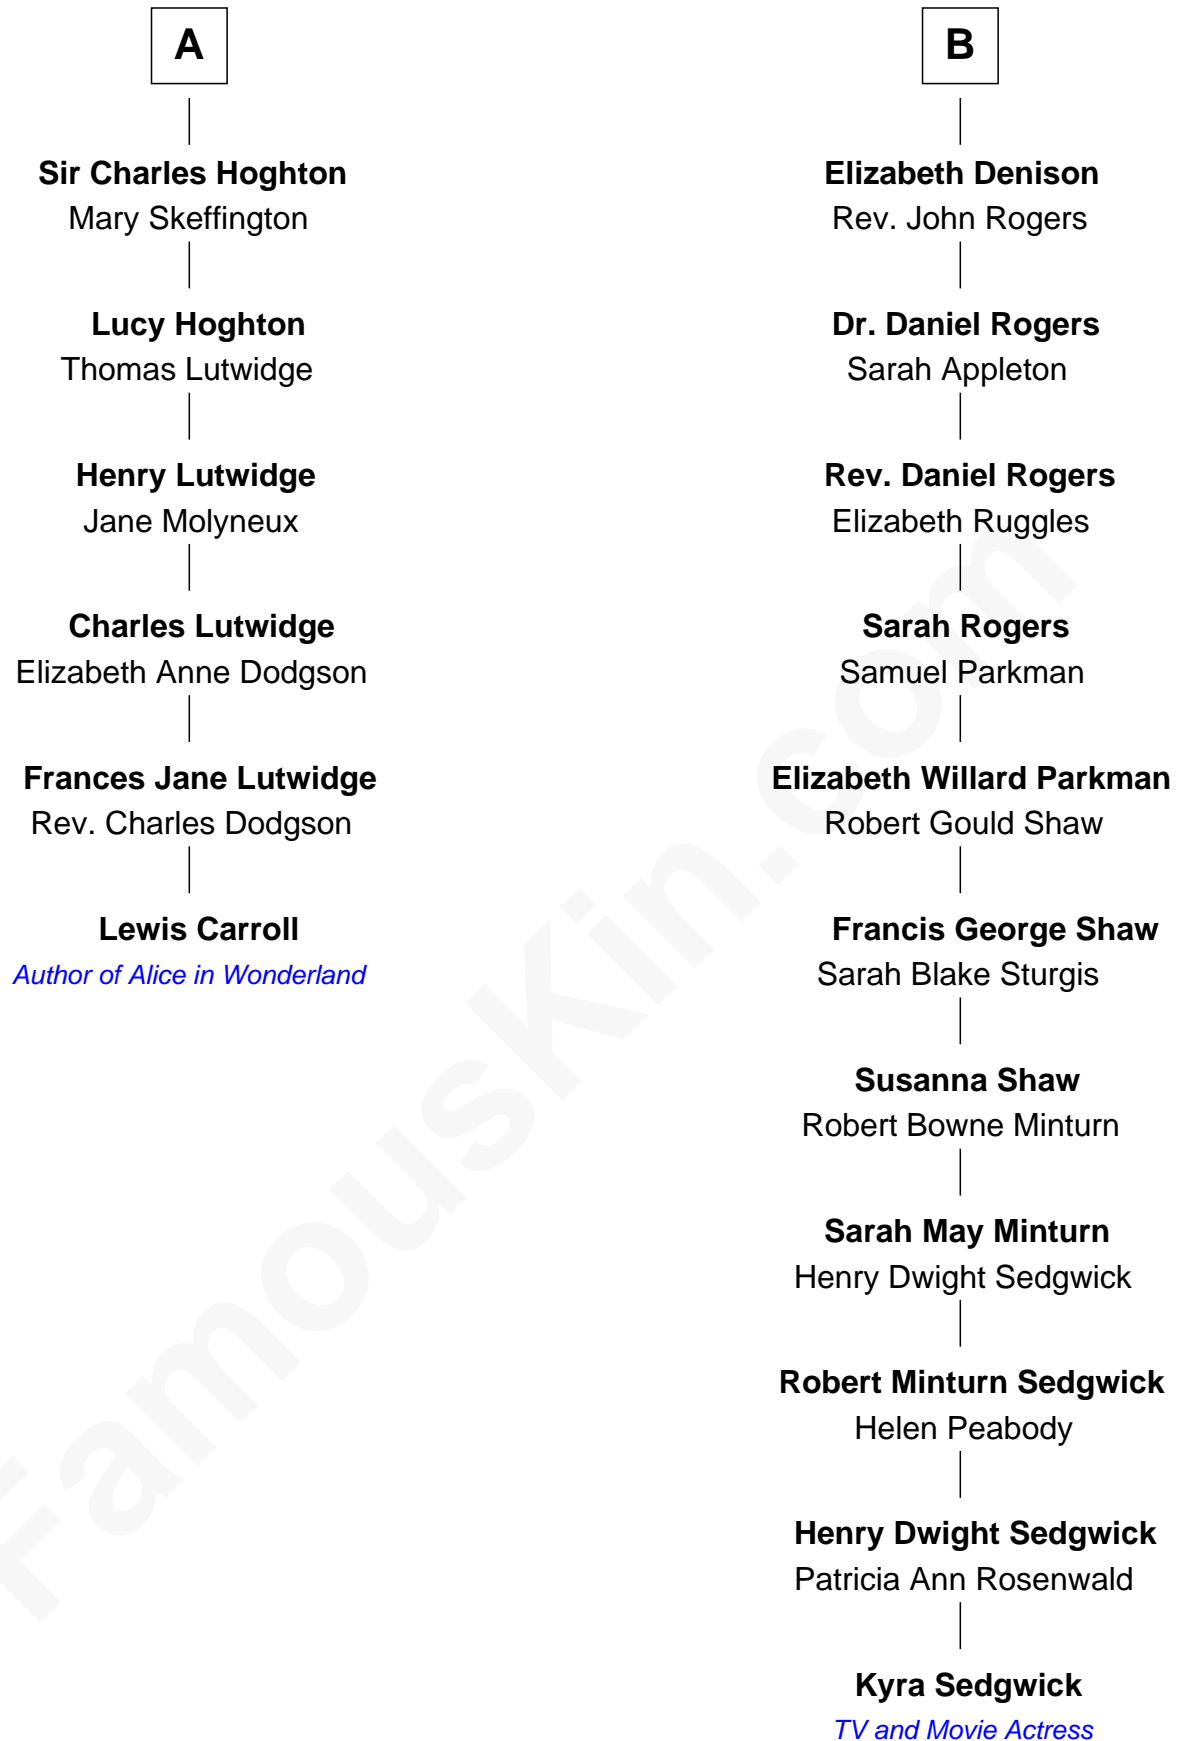 A
Sir Charles Hoghton
Mary Skeffington
Lucy Hoghton
Thomas Lutwidge
Henry Lutwidge
Jane Molyneux
Charles Lutwidge
Elizabeth Anne Dodgson
Frances Jane Lutwidge
Rev. Charles Dodgson
Lewis Carroll
Author of Alice in Wonderland
B
Elizabeth Denison
Rev. John Rogers
Dr. Daniel Rogers
Sarah Appleton
Rev. Daniel Rogers
Elizabeth Ruggles
Sarah Rogers
Samuel Parkman
Elizabeth Willard Parkman
Robert Gould Shaw
Francis George Shaw
Sarah Blake Sturgis
Susanna Shaw
Robert Bowne Minturn
Sarah May Minturn
Henry Dwight Sedgwick
Robert Minturn Sedgwick
Helen Peabody
Henry Dwight Sedgwick
Patricia Ann Rosenwald
Kyra Sedgwick
TV and Movie Actress
FamousKin.com